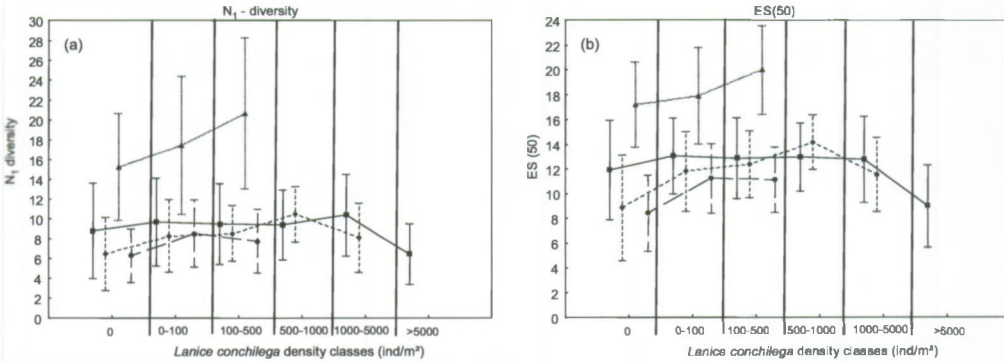 N₁ - diversity
(a)
N₁ diversity
30
28
26
24
22
20
18
16
14
12
10
8
6
4
2
0
0 0-100 100-500 500-1000 1000-5000 >5000
Lanice conchilega density classes (ind/m²)
ES(50)
(b)
ES (50)
24
22
20
18
16
14
12
10
8
6
4
2
0
0 0-100 100-500 500-1000 1000-5000 >5000
Lanice conchilega density classes (ind/m²)